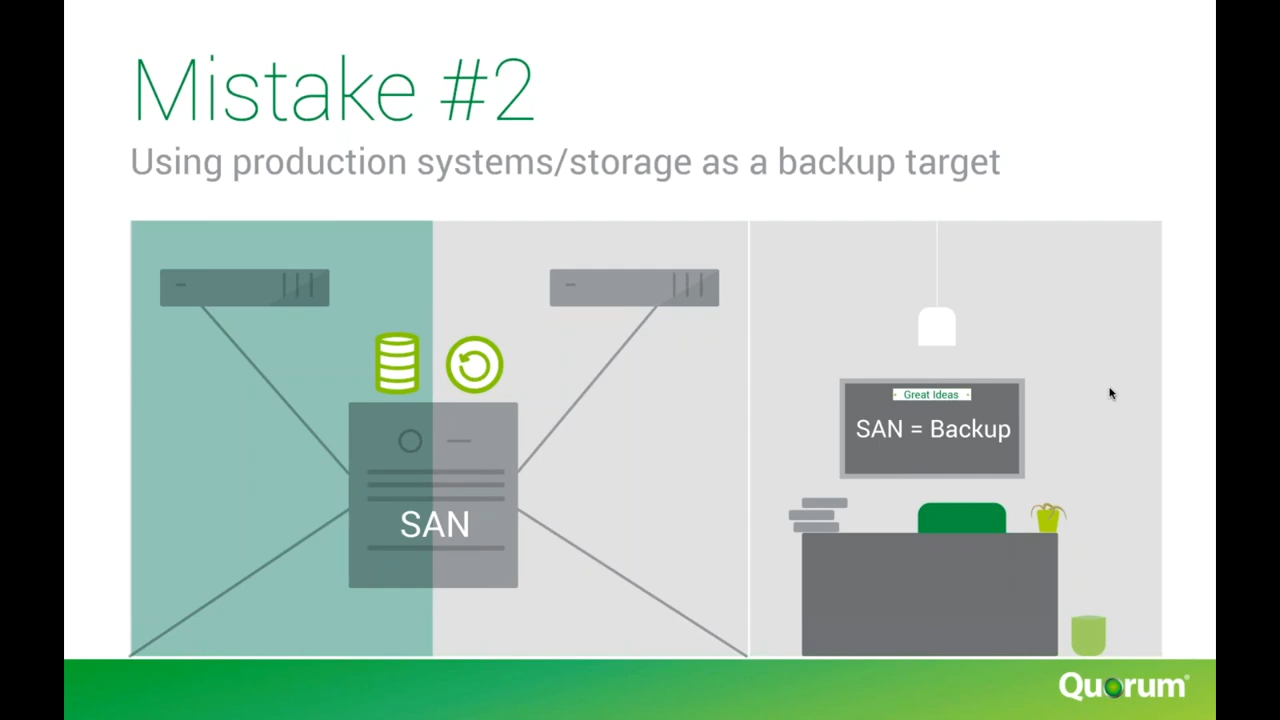 Mistake #2
Using production systems/storage as a backup target
Great Ideas
SAN = Backup
SAN
Quorum®